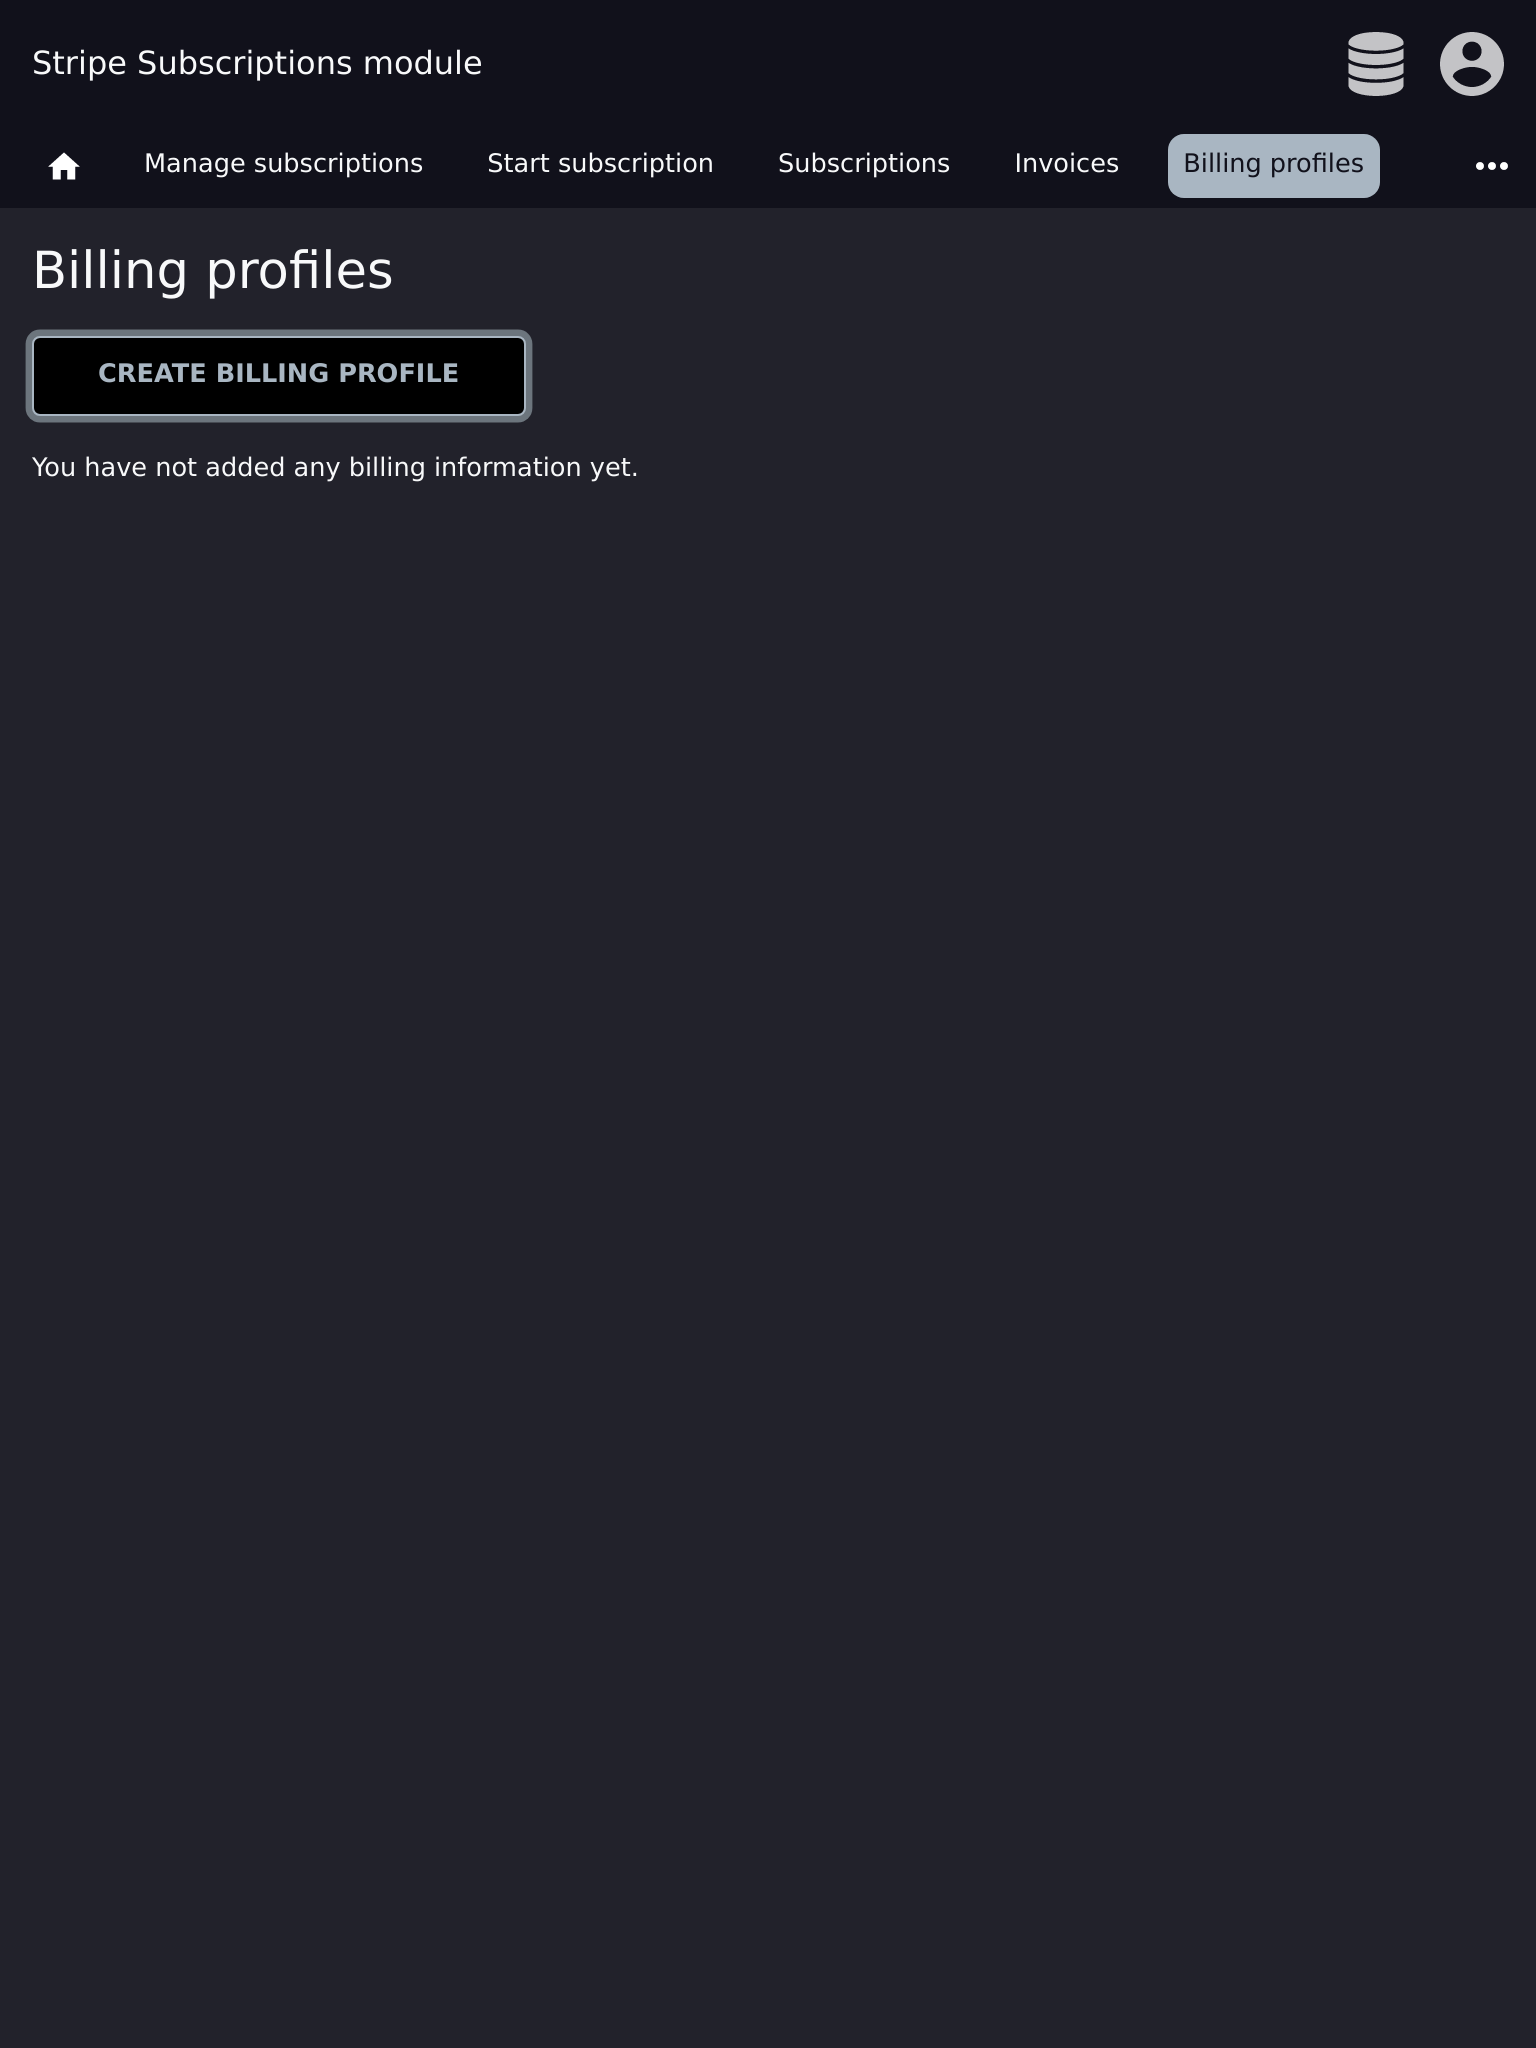 Stripe Subscriptions module
Manage subscriptions Start subscription Subscriptions Invoices Billing profiles
Billing profiles
CREATE BILLING PROFILE
You have not added any billing information yet.